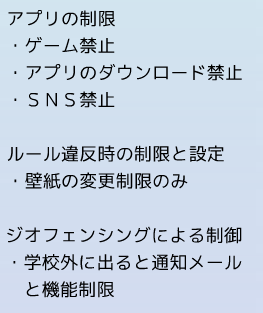 アプリの制限
・ゲーム禁止
・アプリのダウンロード禁止
・ＳＮＳ禁止
ルール違反時の制限と設定
・壁紙の変更制限のみ
ジオフェンシングによる制御
・学校外に出ると通知メール
と機能制限